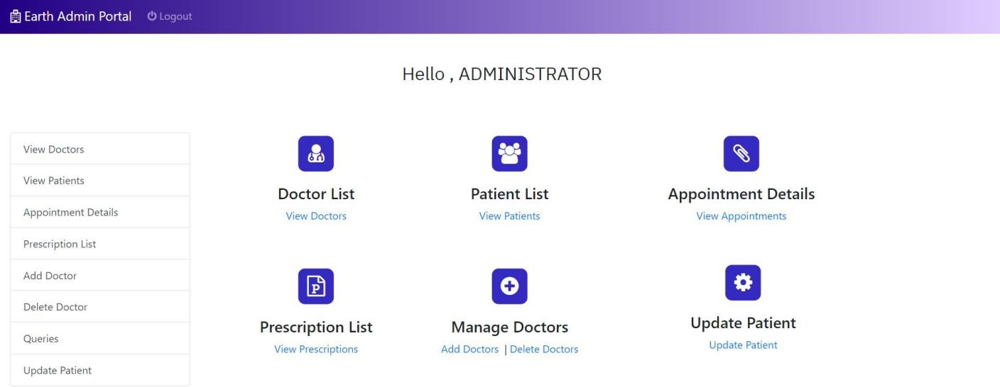 Earth Admin Portal Logout
Hello , ADMINISTRATOR
View Doctors
View Patients
Appointment Details
Prescription List
Add Doctor
Delete Doctor
Queries
Update Patient
Doctor List
View Doctors
Patient List
View Patients
Appointment Details
View Appointments
P
Prescription List
View Prescriptions
Manage Doctors
Add Doctors | Delete Doctors
Update Patient
Update Patient